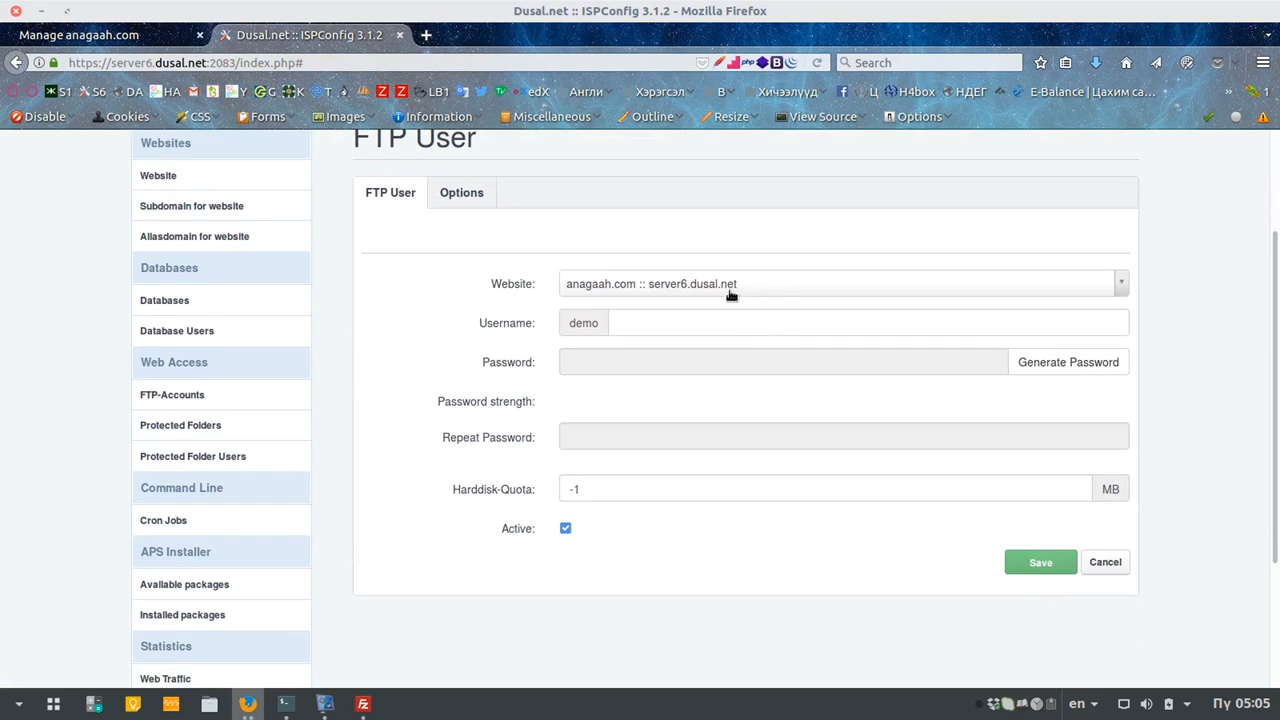 Dusal.net :: ISPConfig 3.1.2 - Mozilla Firefox
Manage anagaah.com
Dusal.net :: ISPConfig 3.1.2
https://server6.dusal.net:2083/index.php#
Search
S1 S6 DA HA Y G K T Z Z LB1 edX Англи Хэрэгсэл В Хичээлүүд Ц H4box НДЕГ E-Balance | Цахим са... » 1
Disable Cookies CSS Forms Images Information Miscellaneous Outline Resize View Source Options
FTP User
Websites
Website
Subdomain for website
Aliasdomain for website
Databases
Databases
Database Users
Web Access
FTP-Accounts
Protected Folders
Protected Folder Users
Command Line
Cron Jobs
APS Installer
Available packages
Installed packages
Statistics
Web Traffic
FTP User Options
Website: anagaah.com :: server6.dusal.net
Username: demo
Password: Generate Password
Password strength:
Repeat Password:
Harddisk-Quota: -1 MB
Active:
Save Cancel
en
Пү 05:05